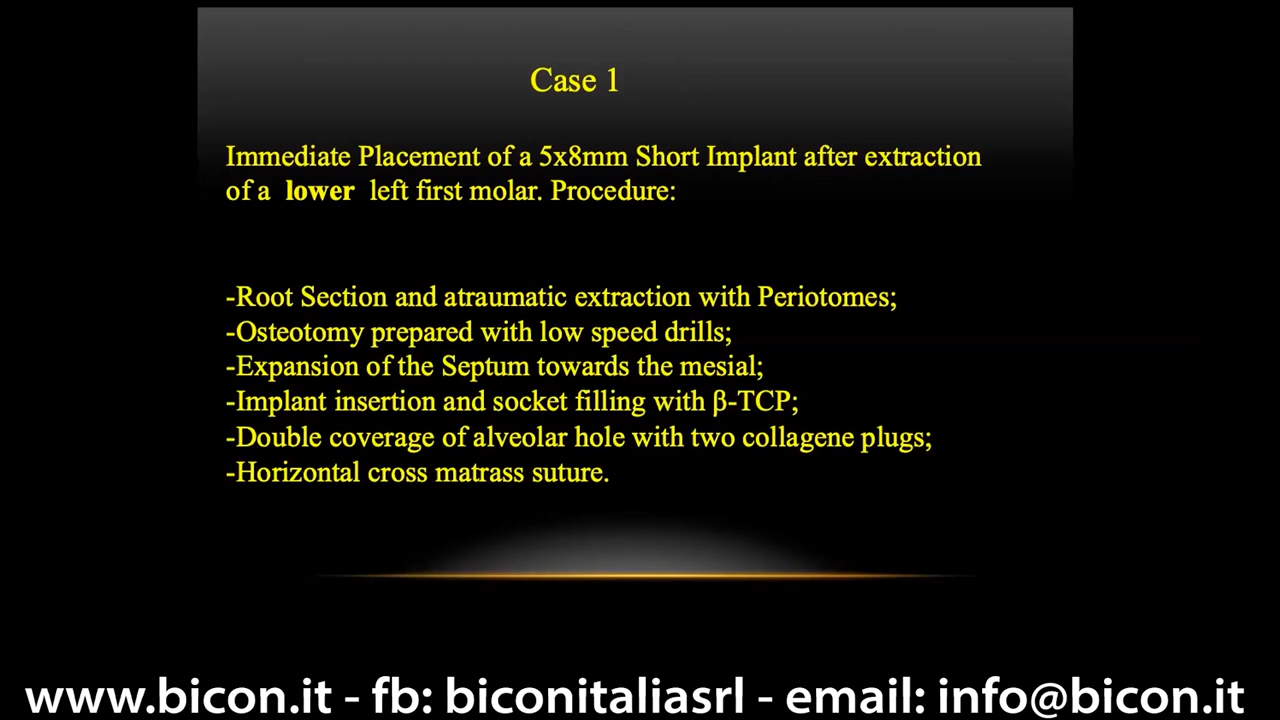 Case 1
Immediate Placement of a 5x8mm Short Implant after extraction
of a lower left first molar. Procedure:
-Root Section and atraumatic extraction with Periotomes;
-Osteotomy prepared with low speed drills;
-Expansion of the Septum towards the mesial;
-Implant insertion and socket filling with β-TCP;
-Double coverage of alveolar hole with two collagene plugs;
-Horizontal cross matrass suture.
www.bicon.it - fb: biconitaliasrl - email: info@bicon.it